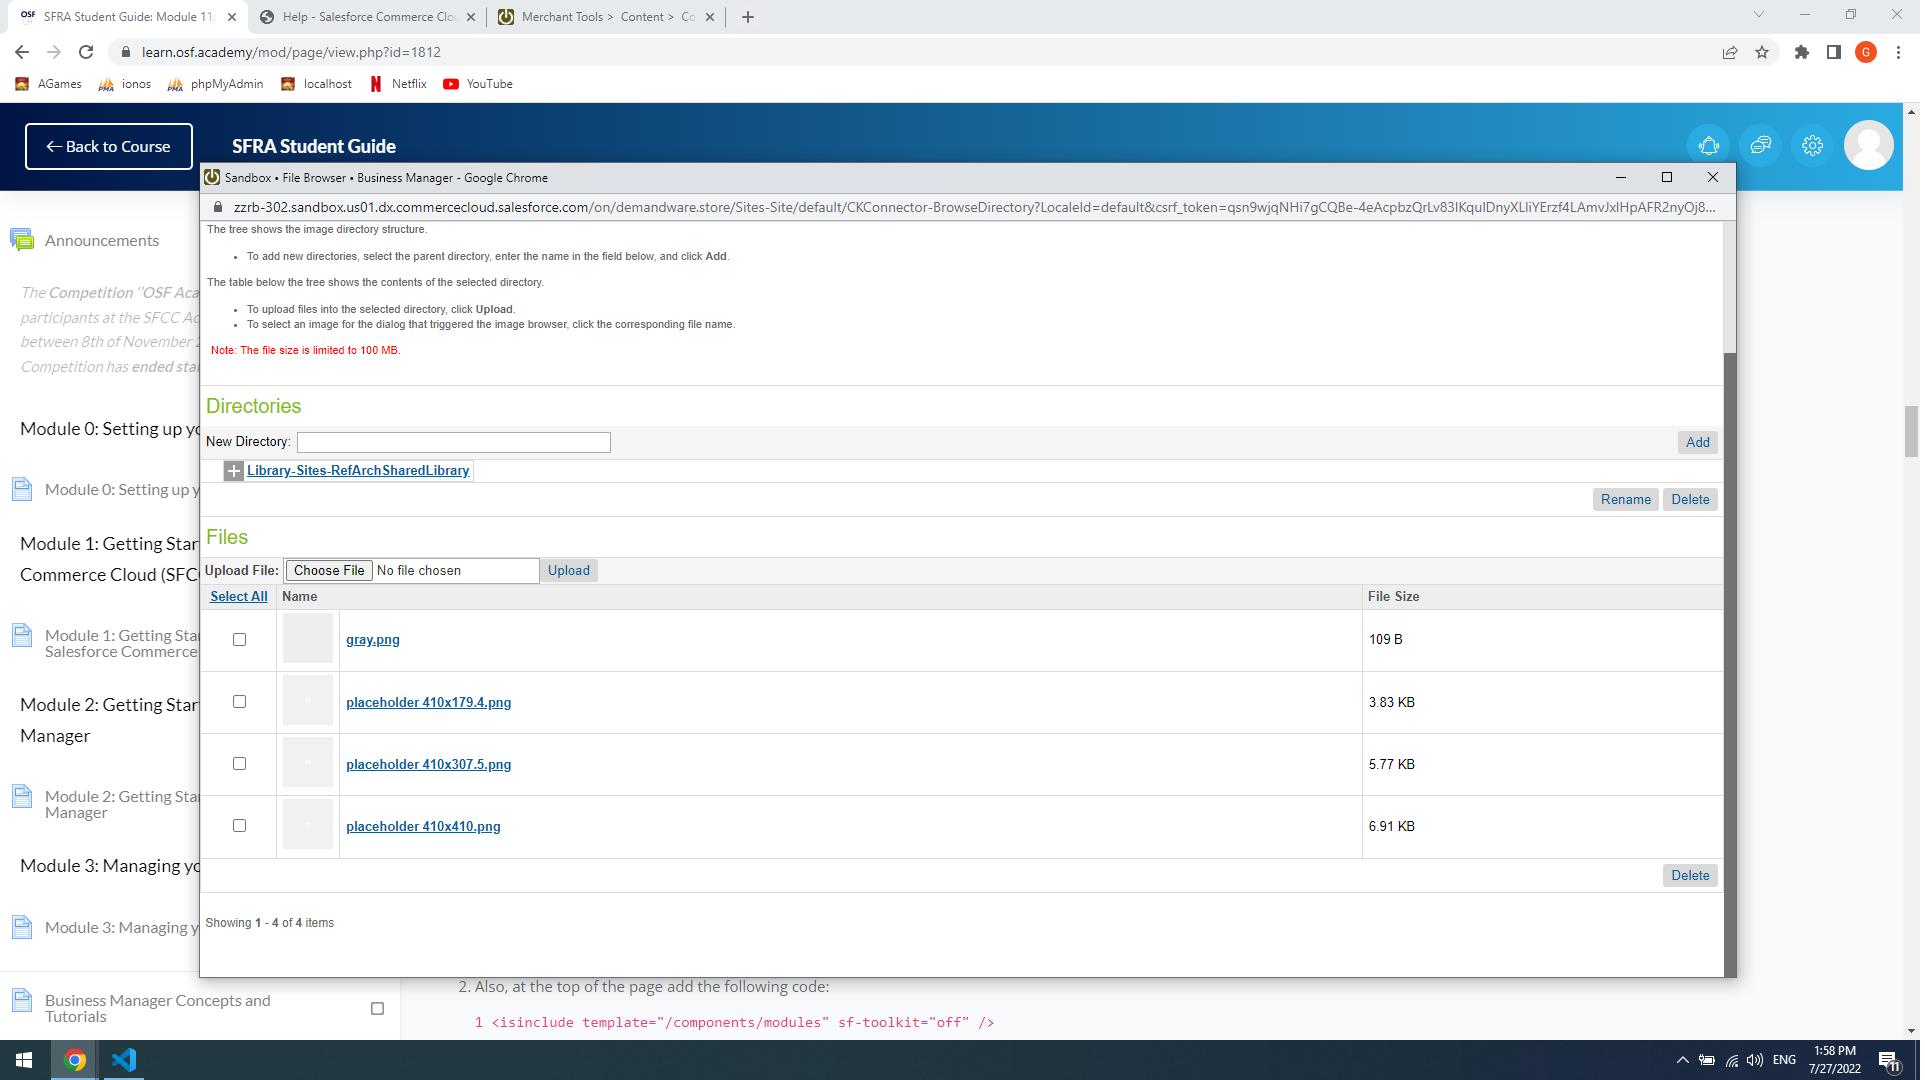 SFRA Student Guide: Module 11:
Help - Salesforce Commerce Clou
Merchant Tools > Content > Co
learn.osf.academy/mod/page/view.php?id=1812
G
AGames
ionos
phpMyAdmin
localhost
Netflix
YouTube
← Back to Course
SFRA Student Guide
Sandbox • File Browser • Business Manager - Google Chrome
zzrb-302.sandbox.us01.dx.commercecloud.salesforce.com/on/demandware.store/Sites-Site/default/CKConnector-BrowseDirectory?LocaleId=default&csrf_token=qsn9wjqNHi7gCQBe-4eAcpbzQrLv83IKquIDnyXLIiYErzf4LAmvJxIHpAFR2nyOj8...
The tree shows the image directory structure.
• To add new directories, select the parent directory, enter the name in the field below, and click Add.
The table below the tree shows the contents of the selected directory.
• To upload files into the selected directory, click Upload.
• To select an image for the dialog that triggered the image browser, click the corresponding file name.
Note: The file size is limited to 100 MB.
Directories
New Directory:
Add
Library-Sites-RefArchSharedLibrary
Rename
Delete
Files
Upload File:
Choose File
No file chosen
Upload
Select All
Name
File Size
gray.png
109 B
placeholder 410x179.4.png
3.83 KB
placeholder 410x307.5.png
5.77 KB
placeholder 410x410.png
6.91 KB
Delete
Showing 1 - 4 of 4 items
Announcements
The Competition "OSF Aca
participants at the SFCC Ac
between 8th of November 2
Competition has ended star
Module 0: Setting up yo
Module 0: Setting up y
Module 1: Getting Star
Commerce Cloud (SFC
Module 1: Getting Star
Salesforce Commerce
Module 2: Getting Star
Manager
Module 2: Getting Star
Manager
Module 3: Managing yo
Module 3: Managing y
Business Manager Concepts and
Tutorials
2. Also, at the top of the page add the following code:
1 <isinclude template="/components/modules" sf-toolkit="off" />
ENG
1:58 PM
7/27/2022
11